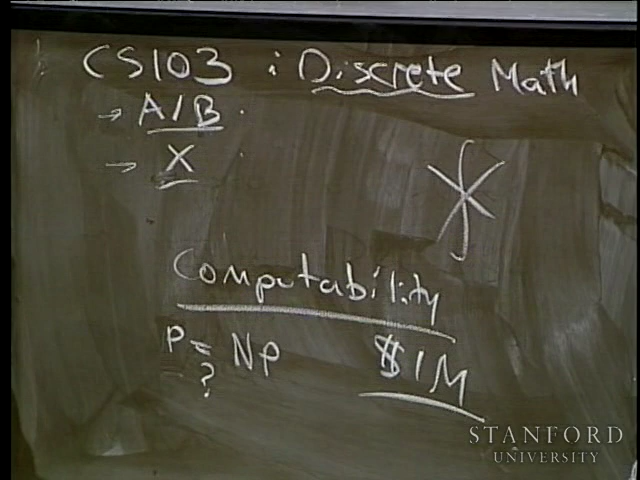 CS103 : Discrete Math
→ A/B
→ X
Computability
P = NP $1M
?
STANFORD
UNIVERSITY